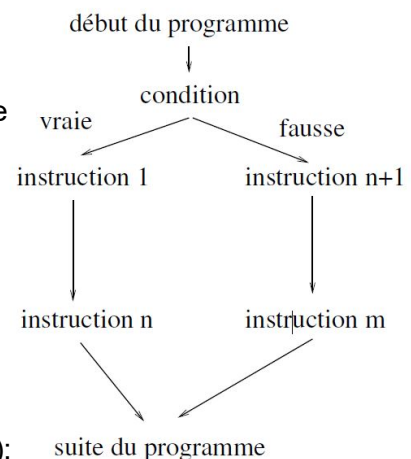 début du programme
condition
e
vraie
fausse
instruction 1
instruction n+1
instruction n
instruction m
):
suite du programme